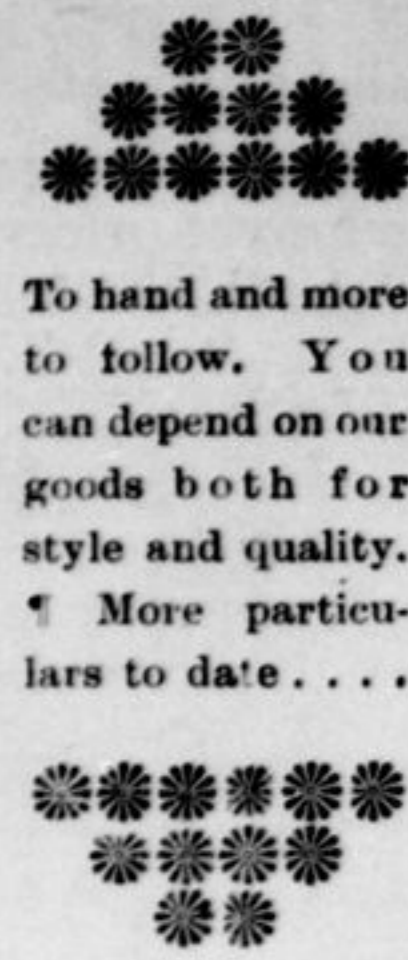 To hand and more
to follow. You
can depend on our
goods both for
style and quality.
¶ More particu-
lars to date....